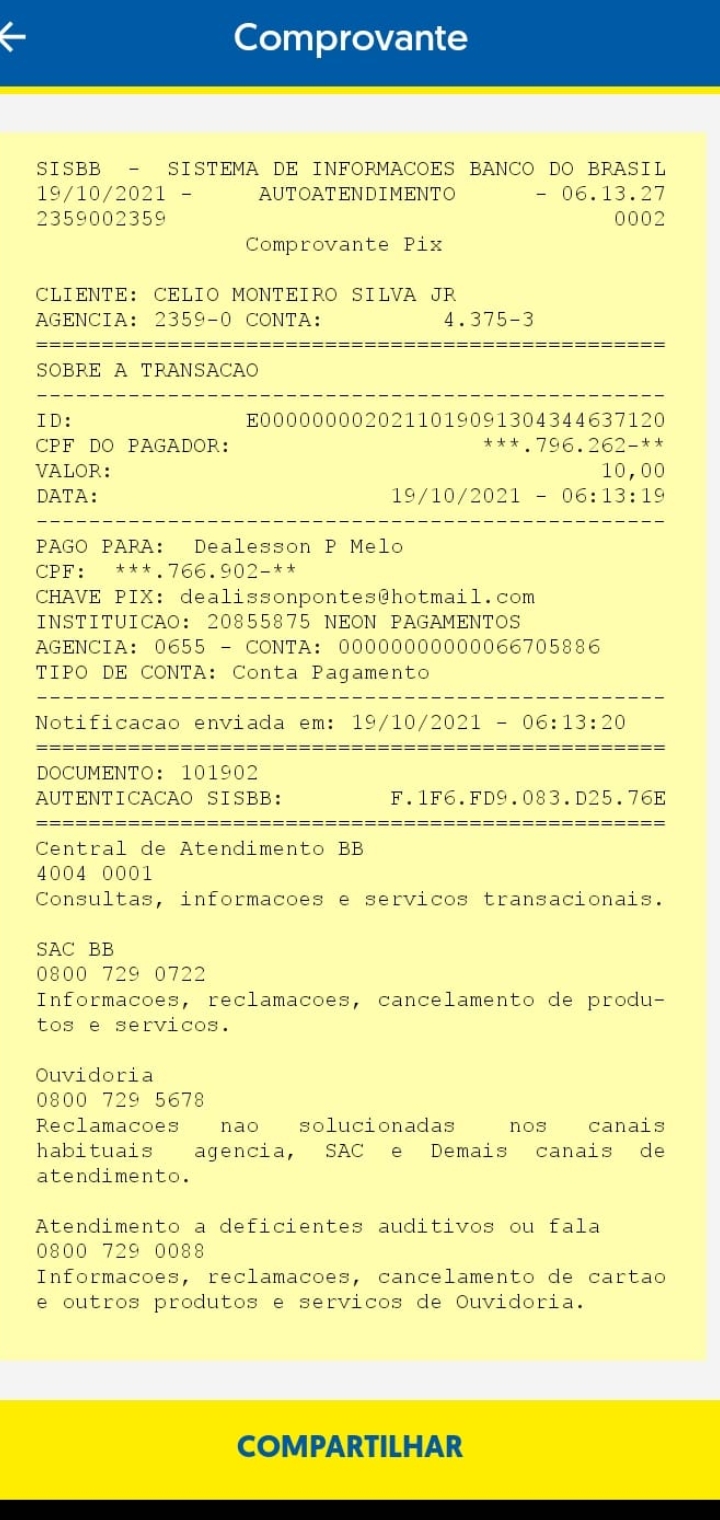 Comprovante
SISBB - SISTEMA DE INFORMACOES BANCO DO BRASIL
19/10/2021 - AUTOATENDIMENTO - 06.13.27
2359002359 0002
Comprovante Pix
CLIENTE: CELIO MONTEIRO SILVA JR
AGENCIA: 2359-0 CONTA: 4.375-3
================================================
SOBRE A TRANSACAO
------------------------------------------------
ID: E0000000020211019091304344637120
CPF DO PAGADOR: ***.796.262-**
VALOR: 10,00
DATA: 19/10/2021 - 06:13:19
------------------------------------------------
PAGO PARA: Dealesson P Melo
CPF: ***.766.902-**
CHAVE PIX: dealissonpontes@hotmail.com
INSTITUICAO: 20855875 NEON PAGAMENTOS
AGENCIA: 0655 - CONTA: 00000000000066705886
TIPO DE CONTA: Conta Pagamento
------------------------------------------------
Notificacao enviada em: 19/10/2021 - 06:13:20
================================================
DOCUMENTO: 101902
AUTENTICACAO SISBB: F.1F6.FD9.083.D25.76E
================================================
Central de Atendimento BB
4004 0001
Consultas, informacoes e servicos transacionais.
SAC BB
0800 729 0722
Informacoes, reclamacoes, cancelamento de produ-
tos e servicos.
Ouvidoria
0800 729 5678
Reclamacoes nao solucionadas nos canais
habituais agencia, SAC e Demais canais de
atendimento.
Atendimento a deficientes auditivos ou fala
0800 729 0088
Informacoes, reclamacoes, cancelamento de cartao
e outros produtos e servicos de Ouvidoria.
COMPARTILHAR